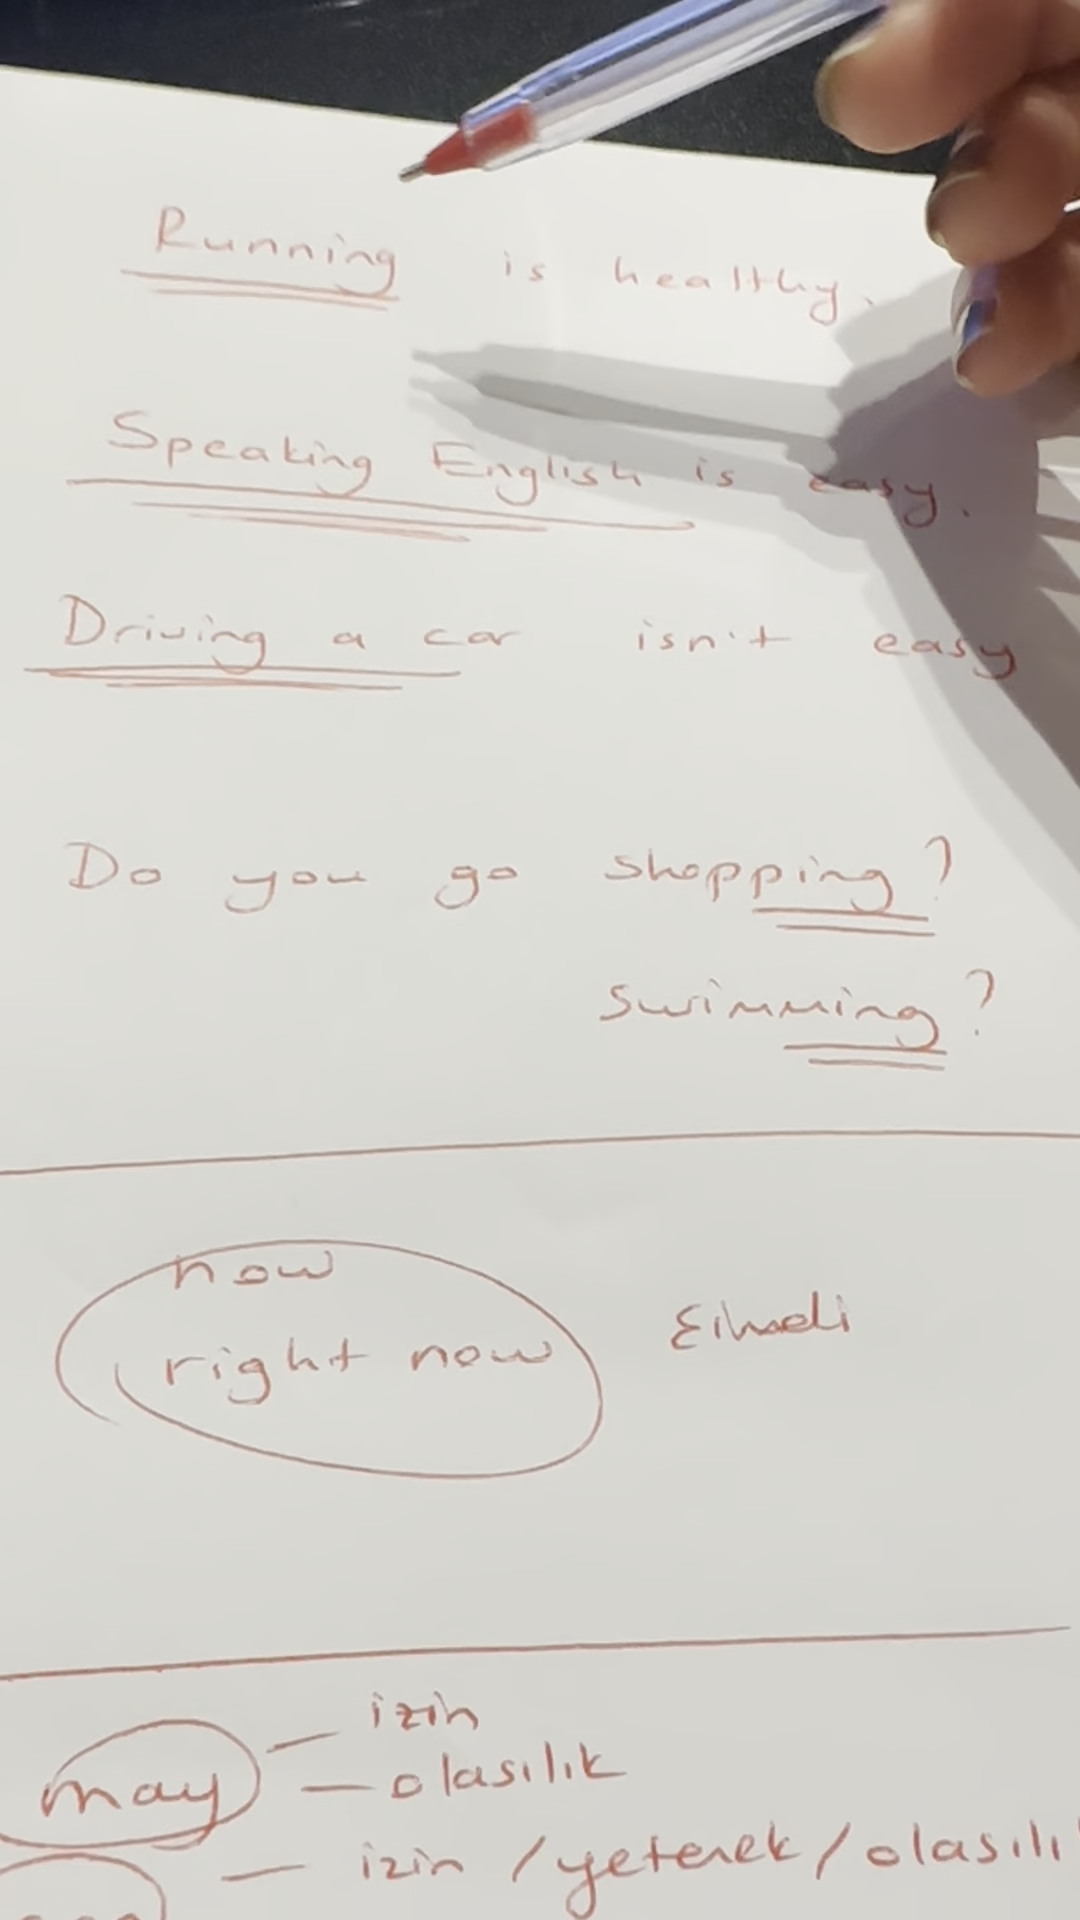 Running is healthy.
Speaking English is easy.
Driving a car isn't easy
Do you go shopping?
swimming?
now
right now
may
izin
olasılık
izin / yetenek / olasılı